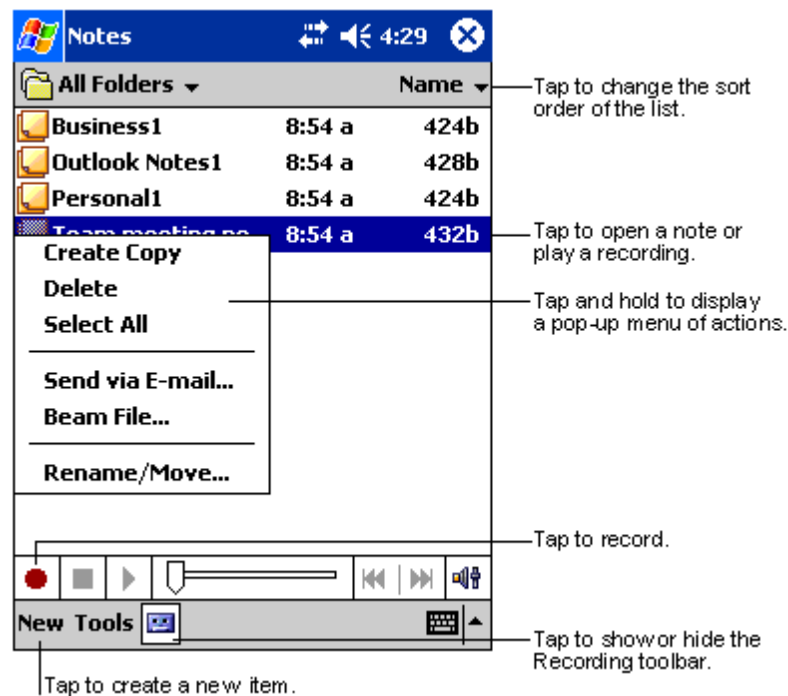 Notes 4:29
All Folders Name
Tap to change the sort
order of the list.
Business1 8:54 a 424b
Outlook Notes1 8:54 a 428b
Personal1 8:54 a 424b
Team meeting no 8:54 a 432b
Tap to open a note or
play a recording.
Create Copy
Delete
Select All
Tap and hold to display
a pop-up menu of actions.
Send via E-mail...
Beam File...
Rename/Move...
Tap to record.
New Tools
Tap to show or hide the
Recording toolbar.
Tap to create a new item.